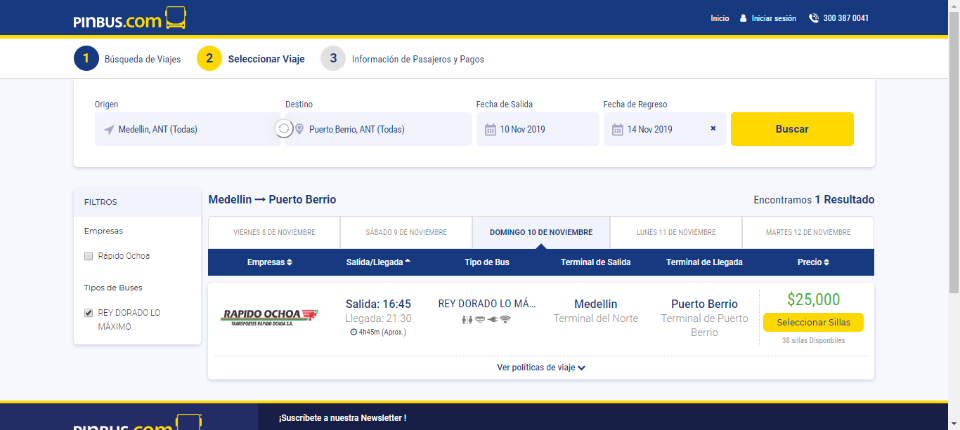 PINBUS.COM
Inicio Iniciar sesión 300 387 0041
1 Búsqueda de Viajes 2 Seleccionar Viaje 3 Información de Pasajeros y Pagos
Origen Destino Fecha de Salida Fecha de Regreso
Medellin, ANT (Todas) Puerto Berrio, ANT (Todas) 10 Nov 2019 14 Nov 2019 × Buscar
FILTROS
Empresas
Rápido Ochoa
Tipos de Buses
REY DORADO LO
MÁXIMO
Medellin → Puerto Berrio Encontramos 1 Resultado
VIERNES 8 DE NOVIEMBRE SÁBADO 9 DE NOVIEMBRE DOMINGO 10 DE NOVIEMBRE LUNES 11 DE NOVIEMBRE MARTES 12 DE NOVIEMBRE
Empresas Salida/Llegada Tipo de Bus Terminal de Salida Terminal de Llegada Precio
RAPIDO OCHOA
TRANSPORTES RAPIDO OCHOA S.A.
Salida: 16:45
Llegada: 21:30
4h45m (Aprox.)
REY DORADO LO MÁ...
Medellin
Terminal del Norte
Puerto Berrio
Terminal de Puerto
Berrio
$25,000
Seleccionar Sillas
38 sillas Disponibles
Ver políticas de viaje
PINBUS.COM
¡Suscríbete a nuestra Newsletter !